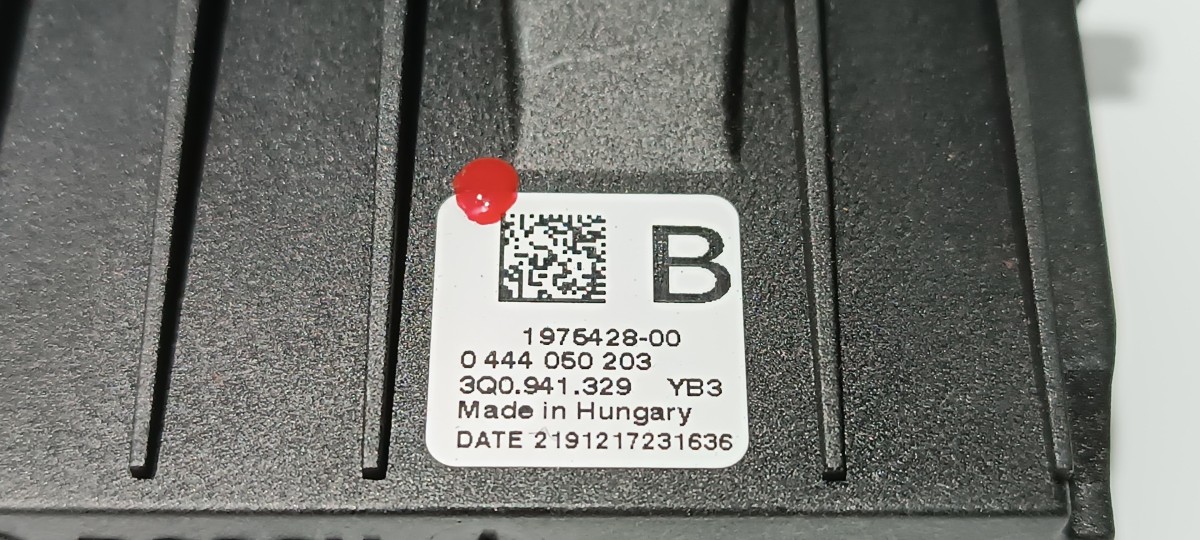 B
1975428-00
0 444 050 203
3Q0.941.329 YB3
Made in Hungary
DATE 2191217231636